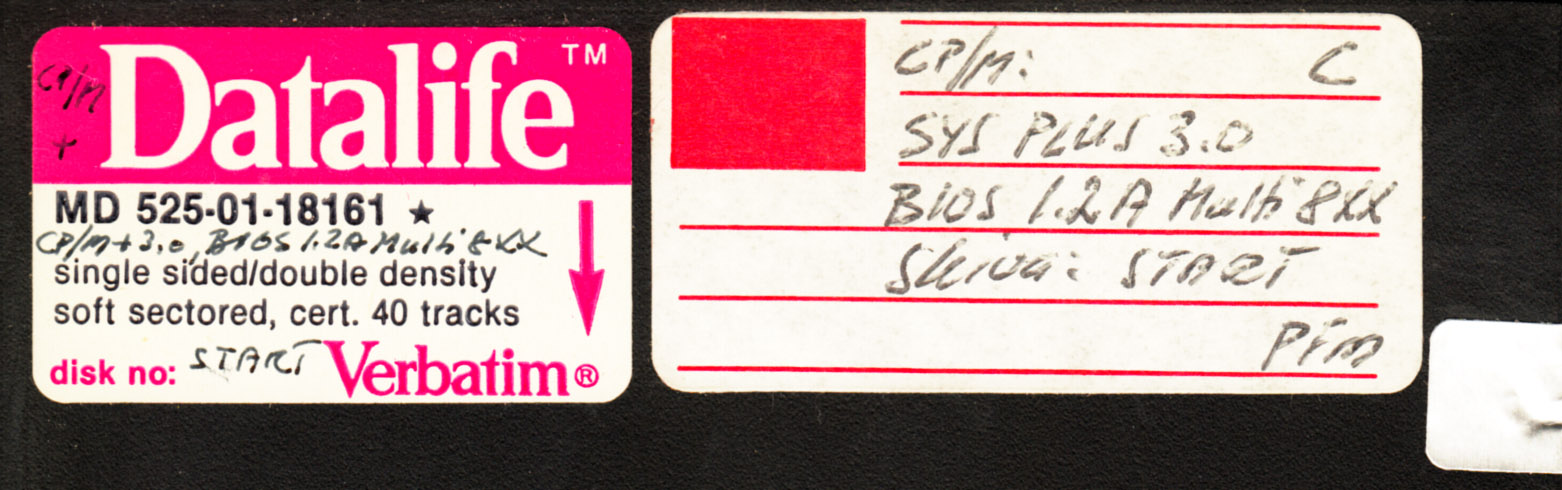 CP/M
+
Datalife™
MD 525-01-18161 ★
CP/M+3.0, BIOS 1.2A Multi 8XX
single sided/double density
soft sectored, cert. 40 tracks
disk no: START Verbatim®
CP/M: C
SYS PLUS 3.0
BIOS 1.2A Multi 8XX
Skiva: START